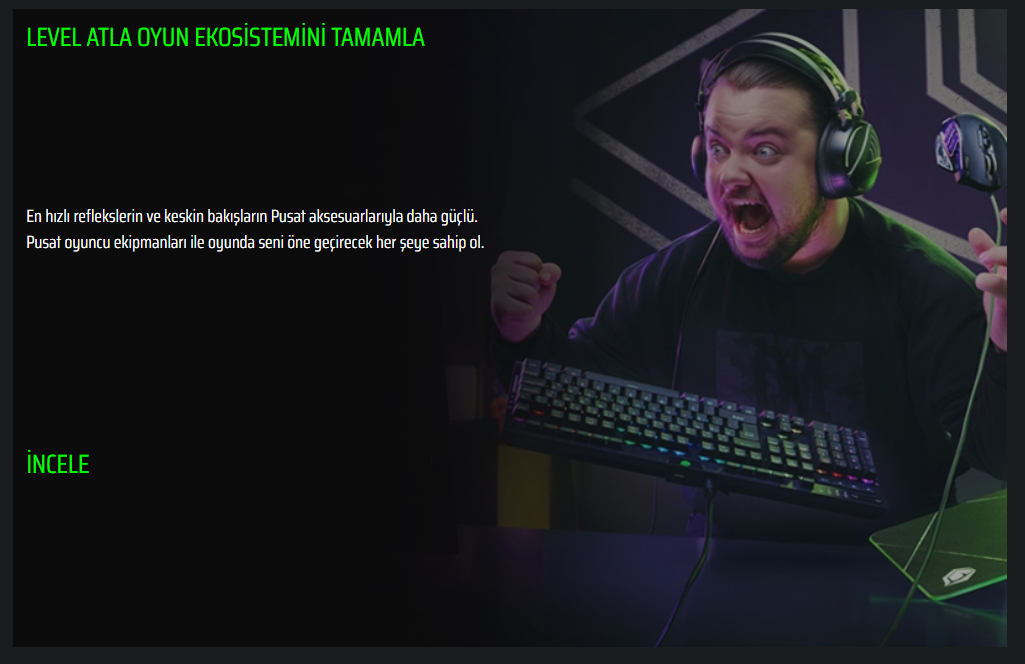 LEVEL ATLA OYUN EKOSİSTEMİNİ TAMAMLA
En hızlı reflekslerin ve keskin bakışların Pusat aksesuarlarıyla daha güçlü.
Pusat oyuncu ekipmanları ile oyunda seni öne geçirecek her şeye sahip ol.
İNCELE